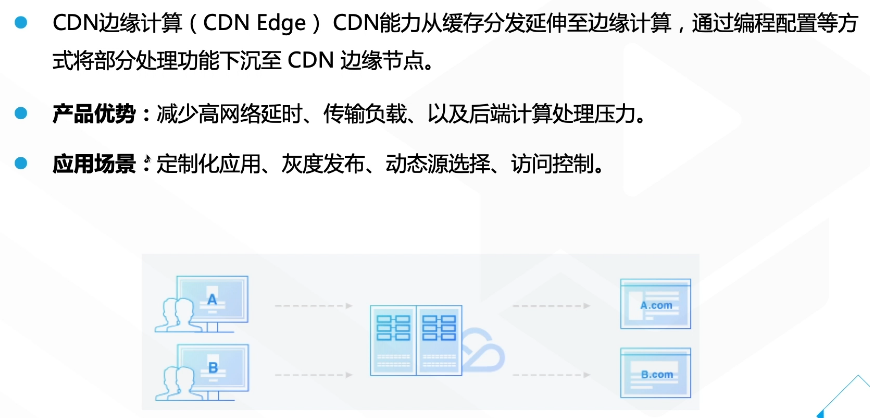 CDN边缘计算（CDN Edge） CDN能力从缓存分发延伸至边缘计算，通过编程配置等方
式将部分处理功能下沉至 CDN 边缘节点。
产品优势：减少高网络延时、传输负载、以及后端计算处理压力。
应用场景：定制化应用、灰度发布、动态源选择、访问控制。
A
A.com
B
B.com